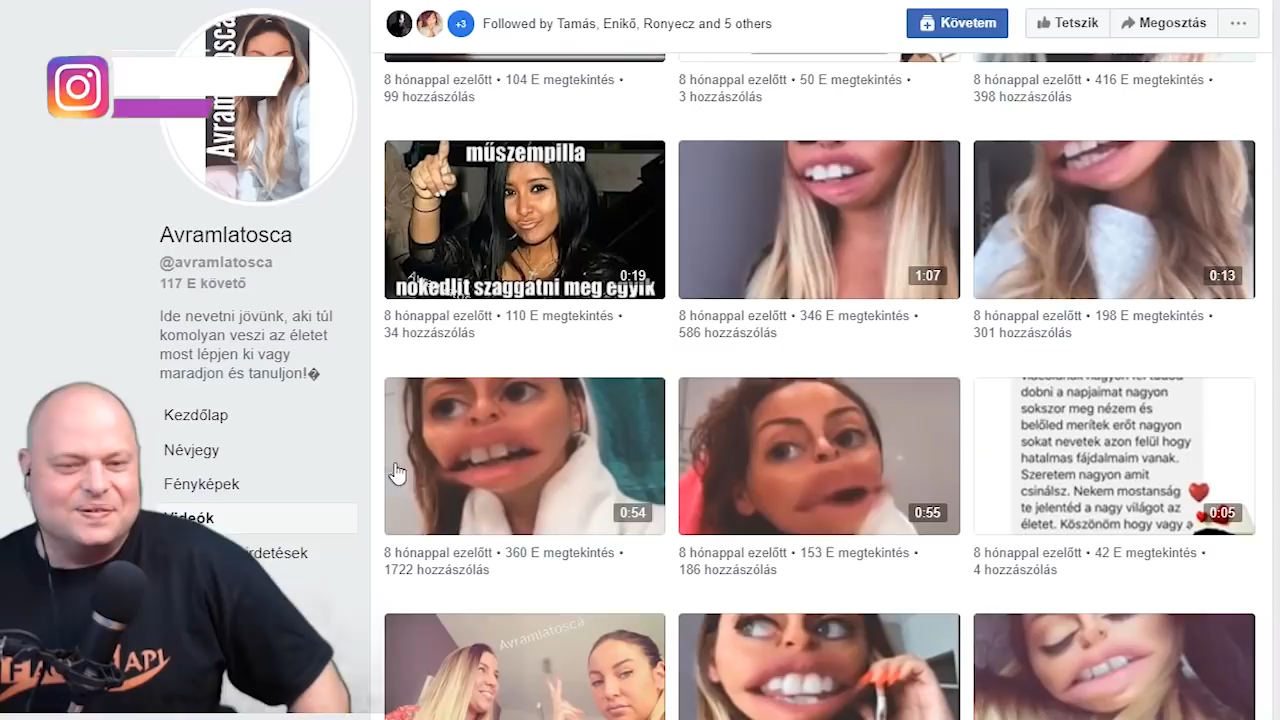 Followed by Tamás, Enikő, Ronyecz and 5 others
+3
Követem
Tetszik
Megosztás
Avramlatosca
Avramlatosca
@avramlatosca
117 E követő
Ide nevetni jövünk, aki túl
komolyan veszi az életet
most lépjen ki vagy
maradjon és tanuljon!�
Kezdőlap
Névjegy
Fényképek
Videók
rdetések
8 hónappal ezelőtt • 104 E megtekintés •
99 hozzászólás
8 hónappal ezelőtt • 50 E megtekintés •
3 hozzászólás
8 hónappal ezelőtt • 416 E megtekintés •
398 hozzászólás
műszempilla
0:19
nokedlit szaggatni meg egyik
8 hónappal ezelőtt • 110 E megtekintés •
34 hozzászólás
1:07
8 hónappal ezelőtt • 346 E megtekintés •
586 hozzászólás
0:13
8 hónappal ezelőtt • 198 E megtekintés •
301 hozzászólás
0:54
8 hónappal ezelőtt • 360 E megtekintés •
1722 hozzászólás
0:55
8 hónappal ezelőtt • 153 E megtekintés •
186 hozzászólás
dobni a napjaimat nagyon
sokszor meg nézem és
belőled merítek erőt nagyon
sokat nevetek azon felül hogy
hatalmas fájdalmaim vanak.
Szeretem nagyon amit
csinálsz. Nekem mostanság
te jelentéd a nagy világot az
életet. Köszönöm hogy vagy a
0:05
8 hónappal ezelőtt • 42 E megtekintés •
4 hozzászólás
Avramlatosca